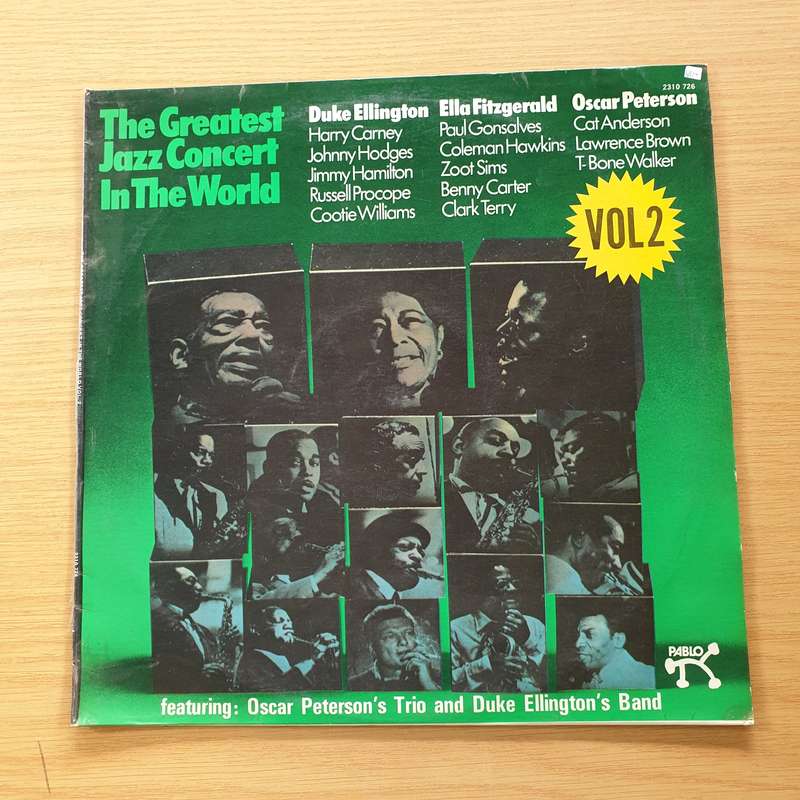 2310 726
The Greatest
Jazz Concert
In The World
Duke Ellington
Harry Carney
Johnny Hodges
Jimmy Hamilton
Russell Procope
Cootie Williams
Ella Fitzgerald
Paul Gonsalves
Coleman Hawkins
Zoot Sims
Benny Carter
Clark Terry
Oscar Peterson
Cat Anderson
Lawrence Brown
T-Bone Walker
VOL 2
PABLO
featuring: Oscar Peterson's Trio and Duke Ellington's Band